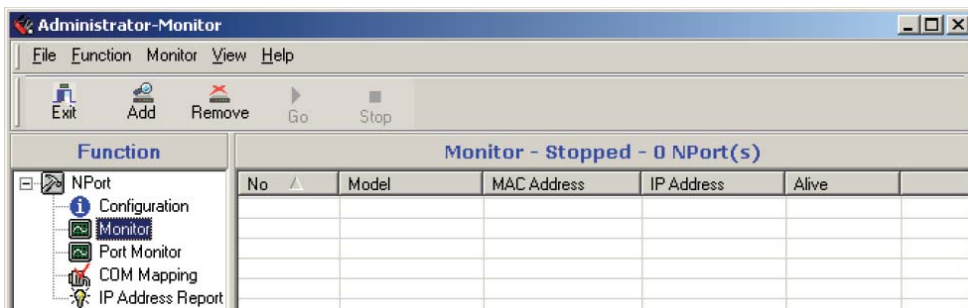 Administrator-Monitor
File Function Monitor View Help
Exit Add Remove Go Stop
Function
Monitor - Stopped - 0 NPort(s)
NPort
Configuration
Monitor
Port Monitor
COM Mapping
IP Address Report
No Model MAC Address IP Address Alive